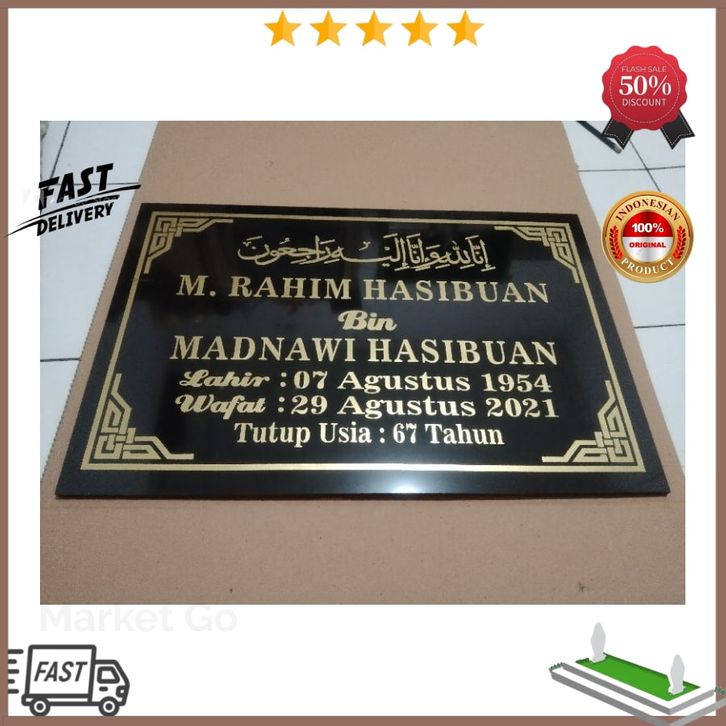 FLASH SALE
50%
DISCOUNT
FAST
DELIVERY
INDONESIAN
100%
ORIGINAL
PRODUCT
إنا لله وإنا إليه راجعون
M. RAHIM HASIBUAN
Bin
MADNAWI HASIBUAN
Lahir : 07 Agustus 1954
Wafat : 29 Agustus 2021
Tutup Usia : 67 Tahun
Market Go
FAST